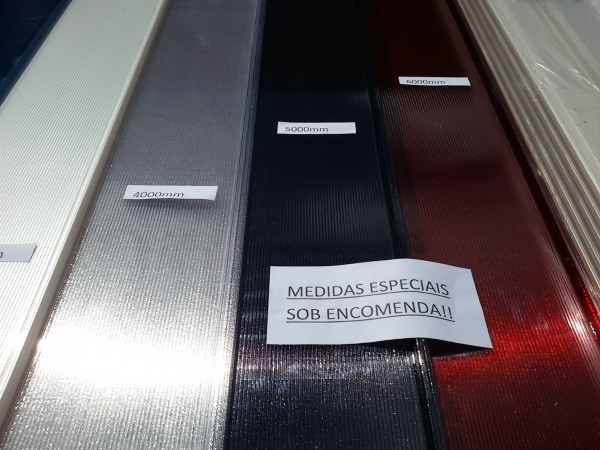 6000mm
5000mm
4000mm
MEDIDAS ESPECIAIS
SOB ENCOMENDA!!